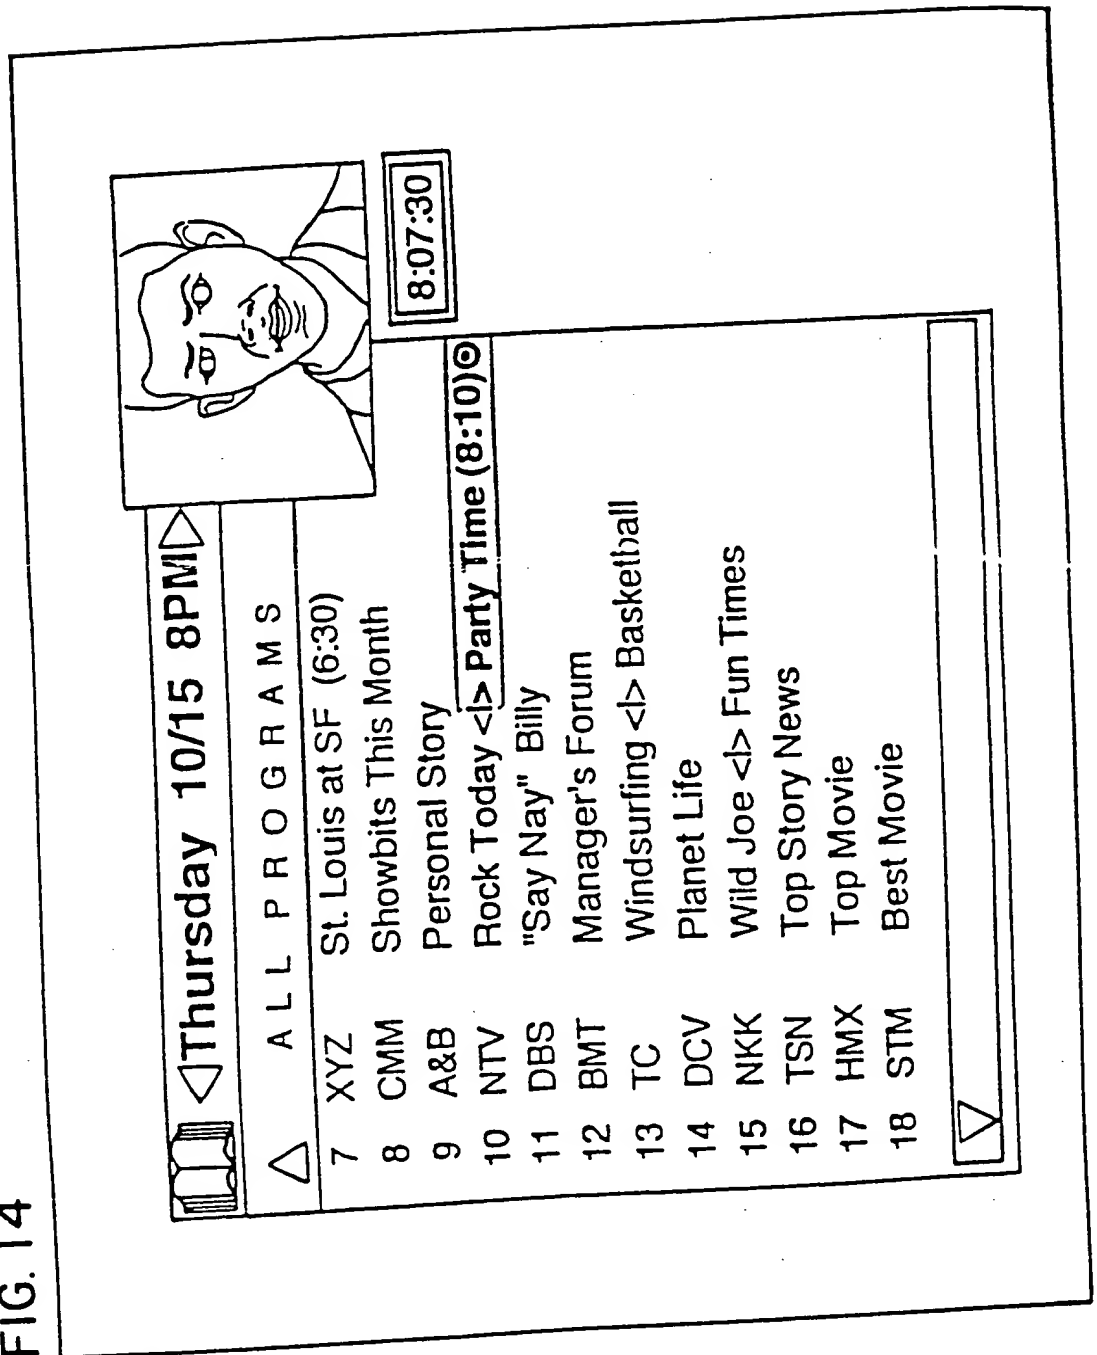 FIG. 14
◁Thursday 10/15 8PM▷
ALL PROGRAMS
8:07:30
7 XYZ St. Louis at SF (6:30)
8 CMM Showbits This Month
9 A&B Personal Story
10 NTV Rock Today <I> Party Time (8:10)⊙
11 DBS "Say Nay" Billy
12 BMT Manager's Forum
13 TC Windsurfing <I> Basketball
14 DCV Planet Life
15 NKK Wild Joe <I> Fun Times
16 TSN Top Story News
17 HMX Top Movie
18 STM Best Movie